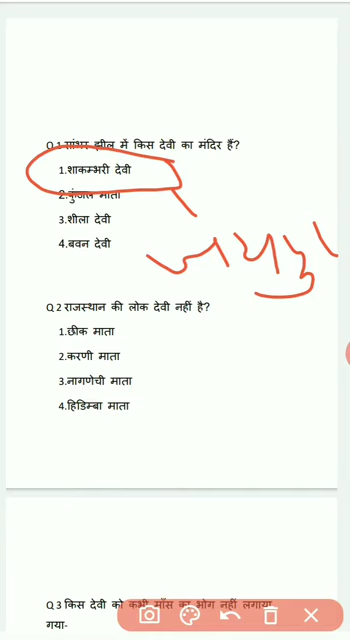 Q 1 सांभर झील में किस देवी का मंदिर हैं?
1.शाकम्भरी देवी
2.कुंजल माता
3.शीला देवी
4.बवन देवी
Q 2 राजस्थान की लोक देवी नहीं है?
1.छींक माता
2.करणी माता
3.नागणेची माता
4.हिडिम्बा माता
Q 3 किस देवी को कभी माँस का भोग नहीं लगाया
गया-